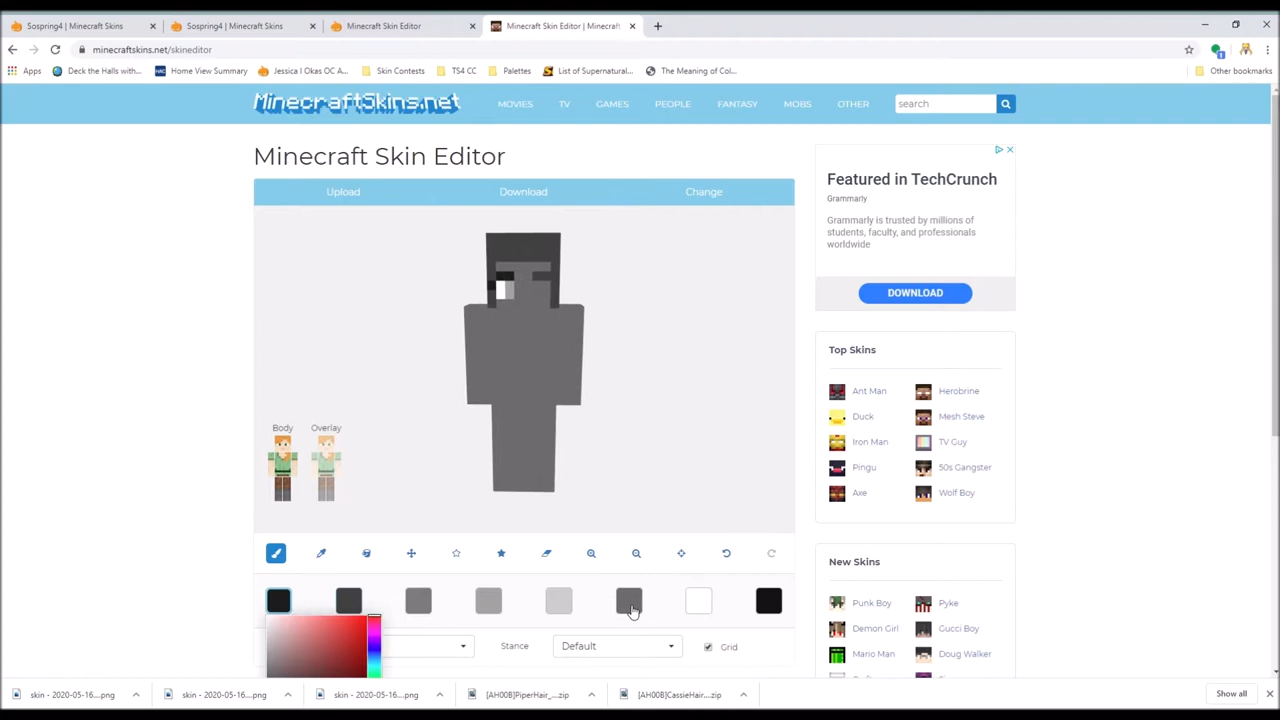 Sospring4 | Minecraft Skins
Sospring4 | Minecraft Skins
Minecraft Skin Editor
Minecraft Skin Editor | Minecraft
minecraftskins.net/skineditor
Apps
Deck the Halls with...
Home View Summary
Jessica I Okas OC A...
Skin Contests
TS4 CC
Palettes
List of Supernatural...
The Meaning of Col...
Other bookmarks
MinecraftSkins.net
MOVIES TV GAMES PEOPLE FANTASY MOBS OTHER
search
Minecraft Skin Editor
Upload Download Change
Body Overlay
Stance Default Grid
Featured in TechCrunch
Grammarly
Grammarly is trusted by millions of
students, faculty, and professionals
worldwide
DOWNLOAD
Top Skins
Ant Man Herobrine
Duck Mesh Steve
Iron Man TV Guy
Pingu 50s Gangster
Axe Wolf Boy
New Skins
Punk Boy Pyke
Demon Girl Gucci Boy
Mario Man Doug Walker
skin - 2020-05-16....png
skin - 2020-05-16....png
skin - 2020-05-16....png
[AH00B]PiperHair_....zip
[AH00B]CassieHair....zip
Show all